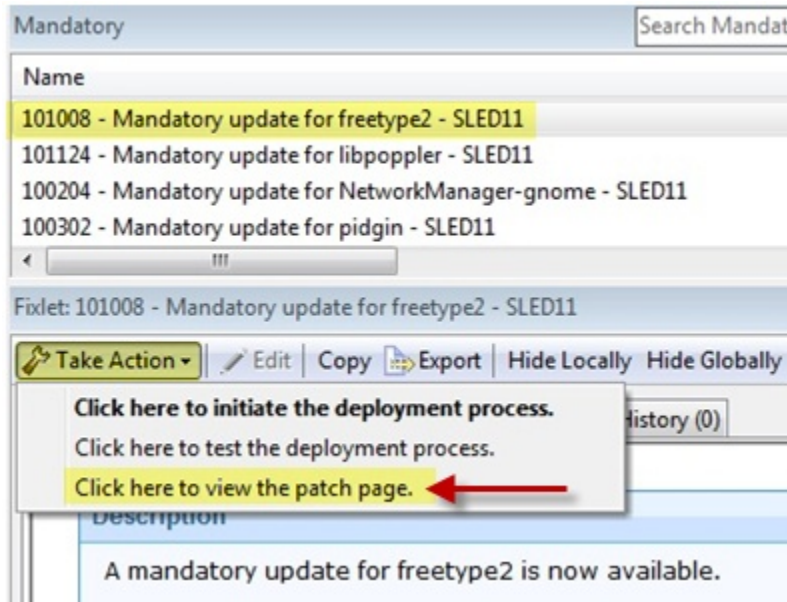 Mandatory Search Mandat
Name
101008 - Mandatory update for freetype2 - SLED11
101124 - Mandatory update for libpoppler - SLED11
100204 - Mandatory update for NetworkManager-gnome - SLED11
100302 - Mandatory update for pidgin - SLED11
Fixlet: 101008 - Mandatory update for freetype2 - SLED11
Take Action Edit Copy Export Hide Locally Hide Globally
Click here to initiate the deployment process.
History (0)
Click here to test the deployment process.
Click here to view the patch page.
Description
A mandatory update for freetype2 is now available.